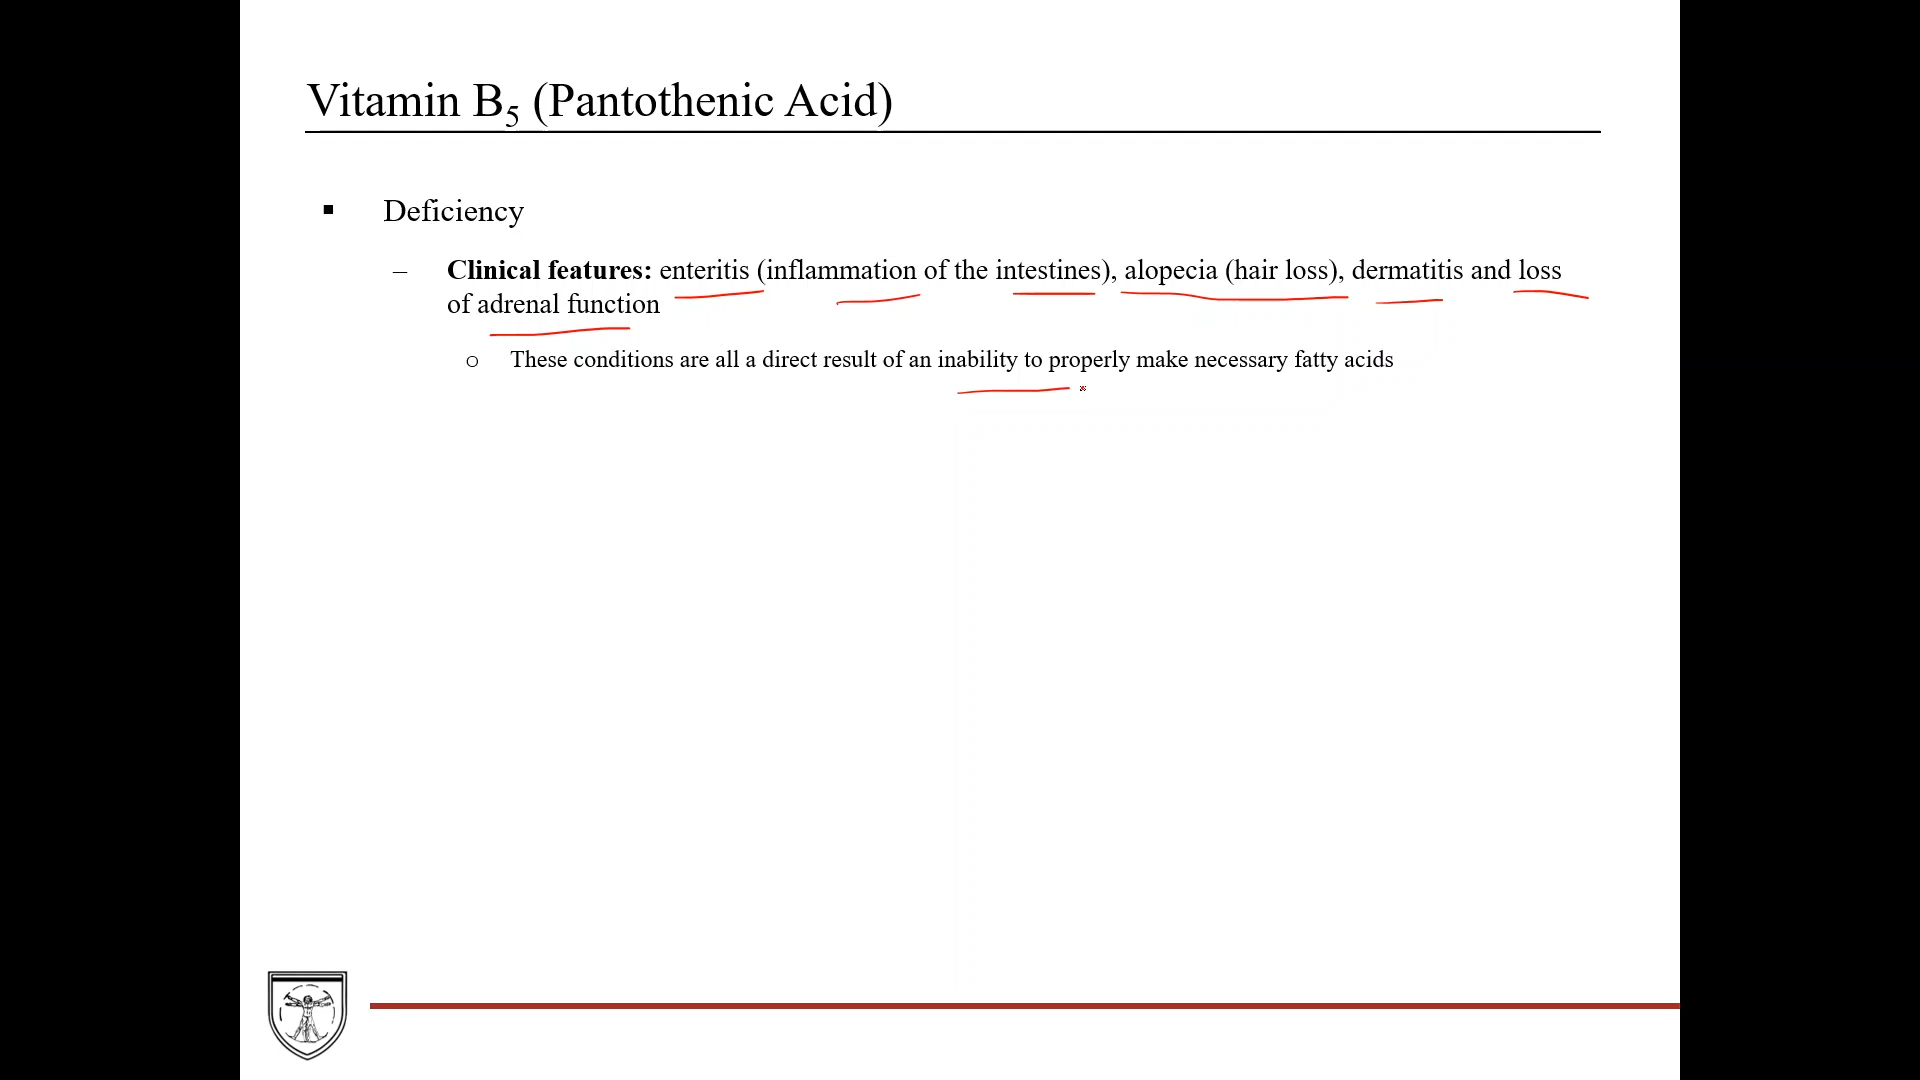 Vitamin B₅ (Pantothenic Acid)
▪ Deficiency
– Clinical features: enteritis (inflammation of the intestines), alopecia (hair loss), dermatitis and loss
of adrenal function
o These conditions are all a direct result of an inability to properly make necessary fatty acids